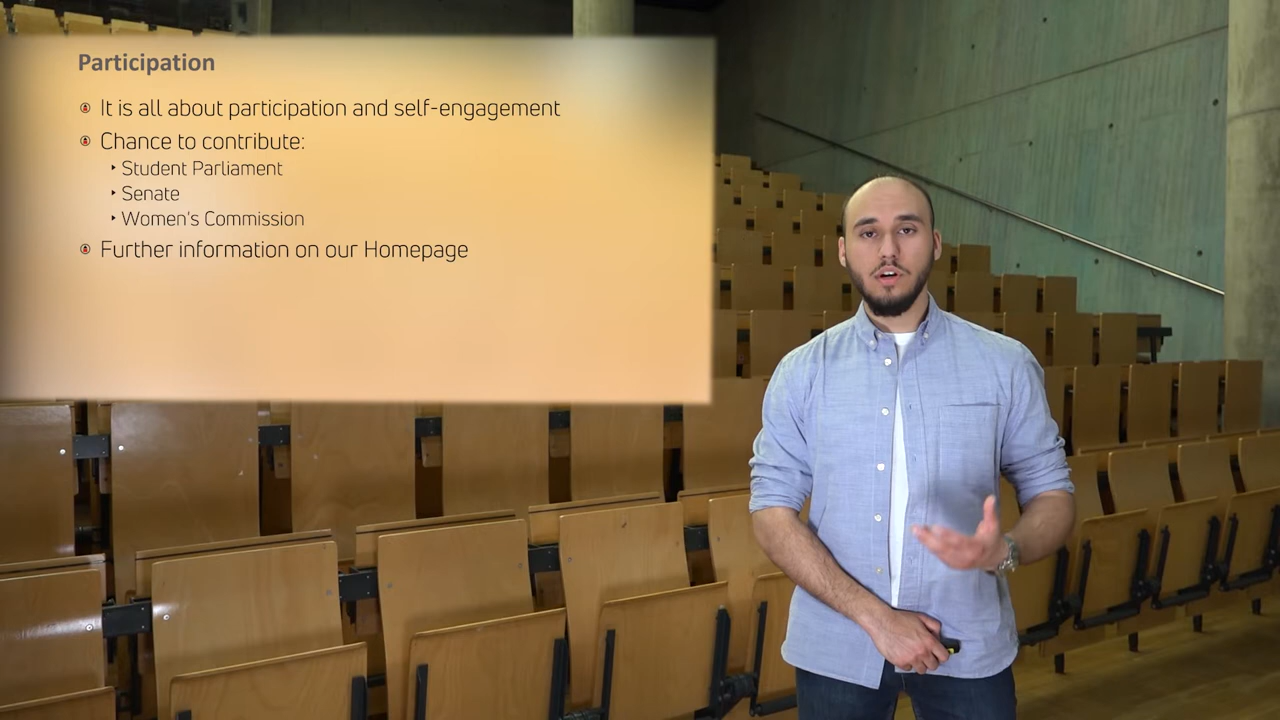 Participation
It is all about participation and self-engagement
Chance to contribute:
Student Parliament
Senate
Women's Commission
Further information on our Homepage